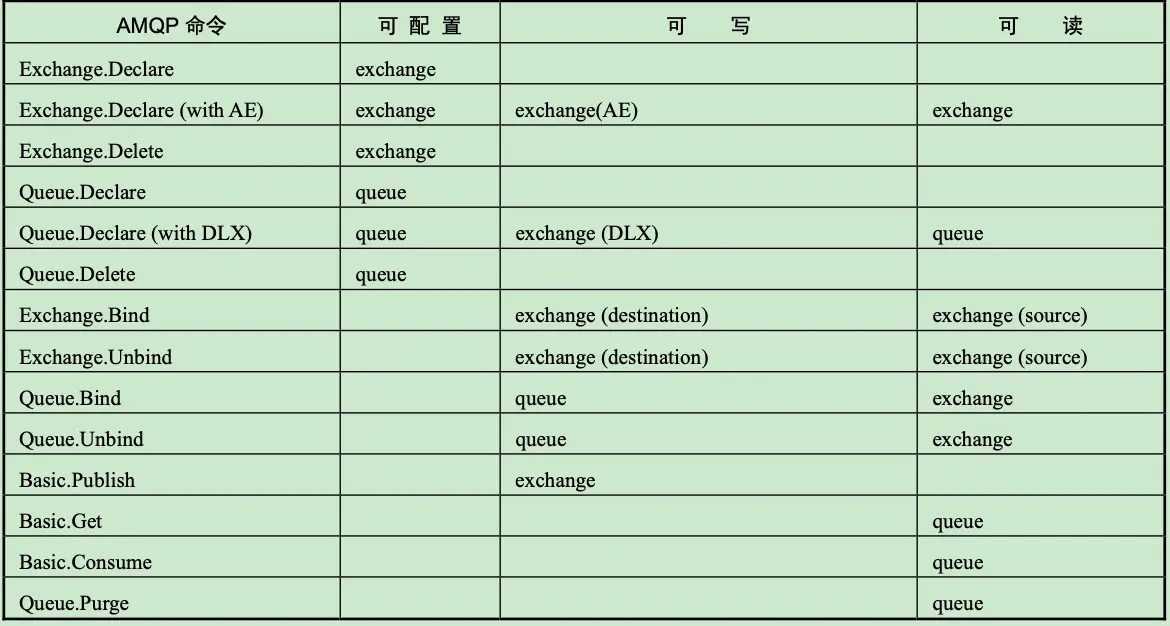 AMQP 命令 可 配 置 可 写 可 读
Exchange.Declare exchange
Exchange.Declare (with AE) exchange exchange(AE) exchange
Exchange.Delete exchange
Queue.Declare queue
Queue.Declare (with DLX) queue exchange (DLX) queue
Queue.Delete queue
Exchange.Bind exchange (destination) exchange (source)
Exchange.Unbind exchange (destination) exchange (source)
Queue.Bind queue exchange
Queue.Unbind queue exchange
Basic.Publish exchange
Basic.Get queue
Basic.Consume queue
Queue.Purge queue